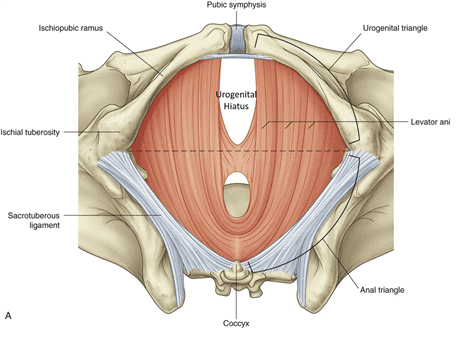 Pubic symphysis
Ischiopubic ramus
Urogenital triangle
Urogenital
Hiatus
Levator ani
Ischial tuberosity
Sacrotuberous
ligament
Anal triangle
A
Coccyx